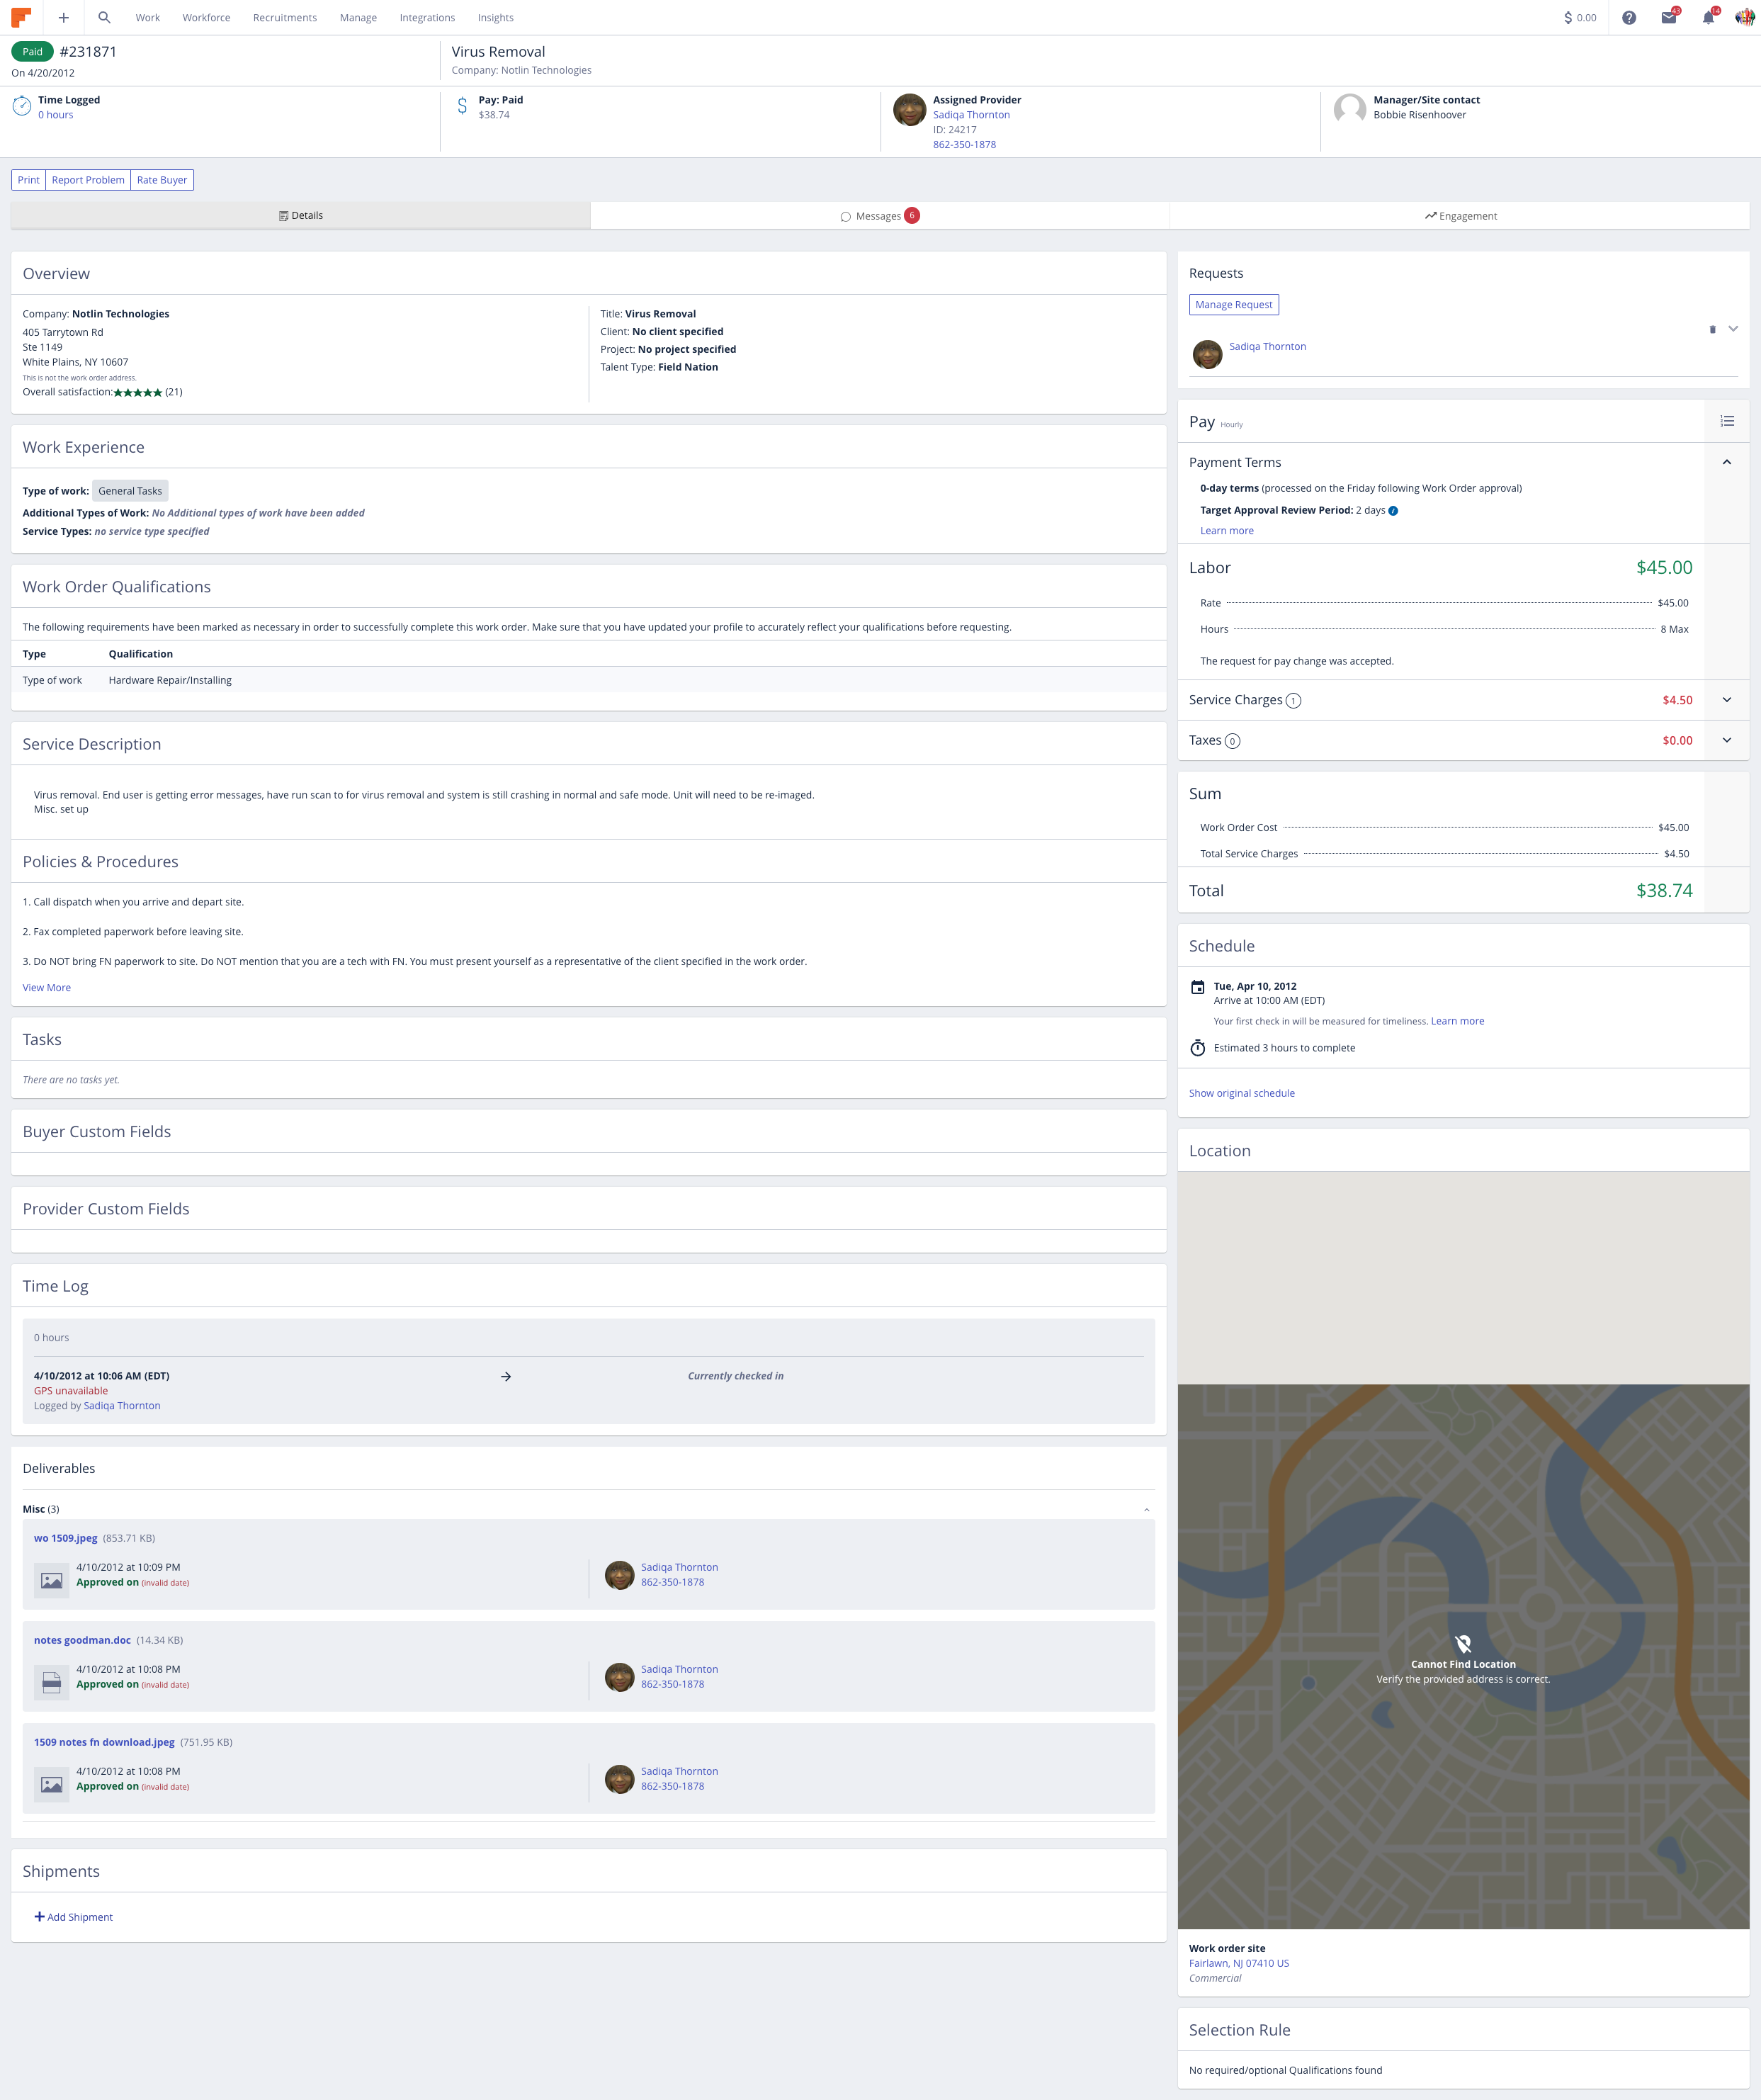 Work Workforce Recruitments Manage Integrations Insights
$ 0.00
43
14
Paid #231871
On 4/20/2012
Virus Removal
Company: Notlin Technologies
Time Logged
0 hours
Pay: Paid
$38.74
Assigned Provider
Sadiqa Thornton
ID: 24217
862-350-1878
Manager/Site contact
Bobbie Risenhoover
Print Report Problem Rate Buyer
Details
Messages 6
Engagement
Overview
Company: Notlin Technologies
405 Tarrytown Rd
Ste 1149
White Plains, NY 10607
This is not the work order address.
Overall satisfaction:★★★★★ (21)
Title: Virus Removal
Client: No client specified
Project: No project specified
Talent Type: Field Nation
Work Experience
Type of work: General Tasks
Additional Types of Work: No Additional types of work have been added
Service Types: no service type specified
Work Order Qualifications
The following requirements have been marked as necessary in order to successfully complete this work order. Make sure that you have updated your profile to accurately reflect your qualifications before requesting.
Type Qualification
Type of work Hardware Repair/Installing
Service Description
Virus removal. End user is getting error messages, have run scan to for virus removal and system is still crashing in normal and safe mode. Unit will need to be re-imaged.
Misc. set up
Policies & Procedures
1. Call dispatch when you arrive and depart site.
2. Fax completed paperwork before leaving site.
3. Do NOT bring FN paperwork to site. Do NOT mention that you are a tech with FN. You must present yourself as a representative of the client specified in the work order.
View More
Tasks
There are no tasks yet.
Buyer Custom Fields
Provider Custom Fields
Time Log
0 hours
4/10/2012 at 10:06 AM (EDT)
Currently checked in
GPS unavailable
Logged by Sadiqa Thornton
Deliverables
Misc (3)
wo 1509.jpeg (853.71 KB)
4/10/2012 at 10:09 PM
Approved on (invalid date)
Sadiqa Thornton
862-350-1878
notes goodman.doc (14.34 KB)
4/10/2012 at 10:08 PM
Approved on (invalid date)
Sadiqa Thornton
862-350-1878
1509 notes fn download.jpeg (751.95 KB)
4/10/2012 at 10:08 PM
Approved on (invalid date)
Sadiqa Thornton
862-350-1878
Shipments
Add Shipment
Requests
Manage Request
Sadiqa Thornton
Pay Hourly
Payment Terms
0-day terms (processed on the Friday following Work Order approval)
Target Approval Review Period: 2 days
Learn more
Labor $45.00
Rate $45.00
Hours 8 Max
The request for pay change was accepted.
Service Charges 1 $4.50
Taxes 0 $0.00
Sum
Work Order Cost $45.00
Total Service Charges $4.50
Total $38.74
Schedule
Tue, Apr 10, 2012
Arrive at 10:00 AM (EDT)
Your first check in will be measured for timeliness. Learn more
Estimated 3 hours to complete
Show original schedule
Location
Cannot Find Location
Verify the provided address is correct.
Work order site
Fairlawn, NJ 07410 US
Commercial
Selection Rule
No required/optional Qualifications found